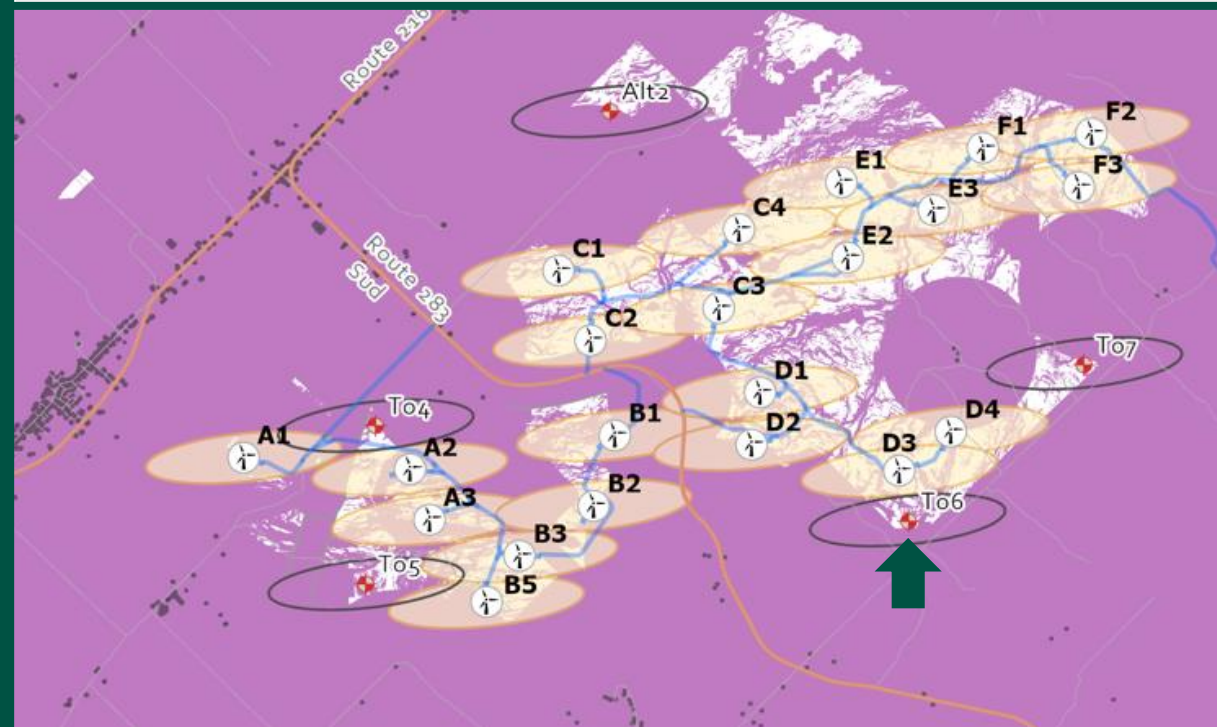 Route 216
Alt2
F2
F1
F3
E1
E3
C4
E2
C1
C3
Route 283
Sud
C2
To7
D1
To4
B1
D4
A1
D2
A2
D3
B2
A3
To6
B3
To5
B5